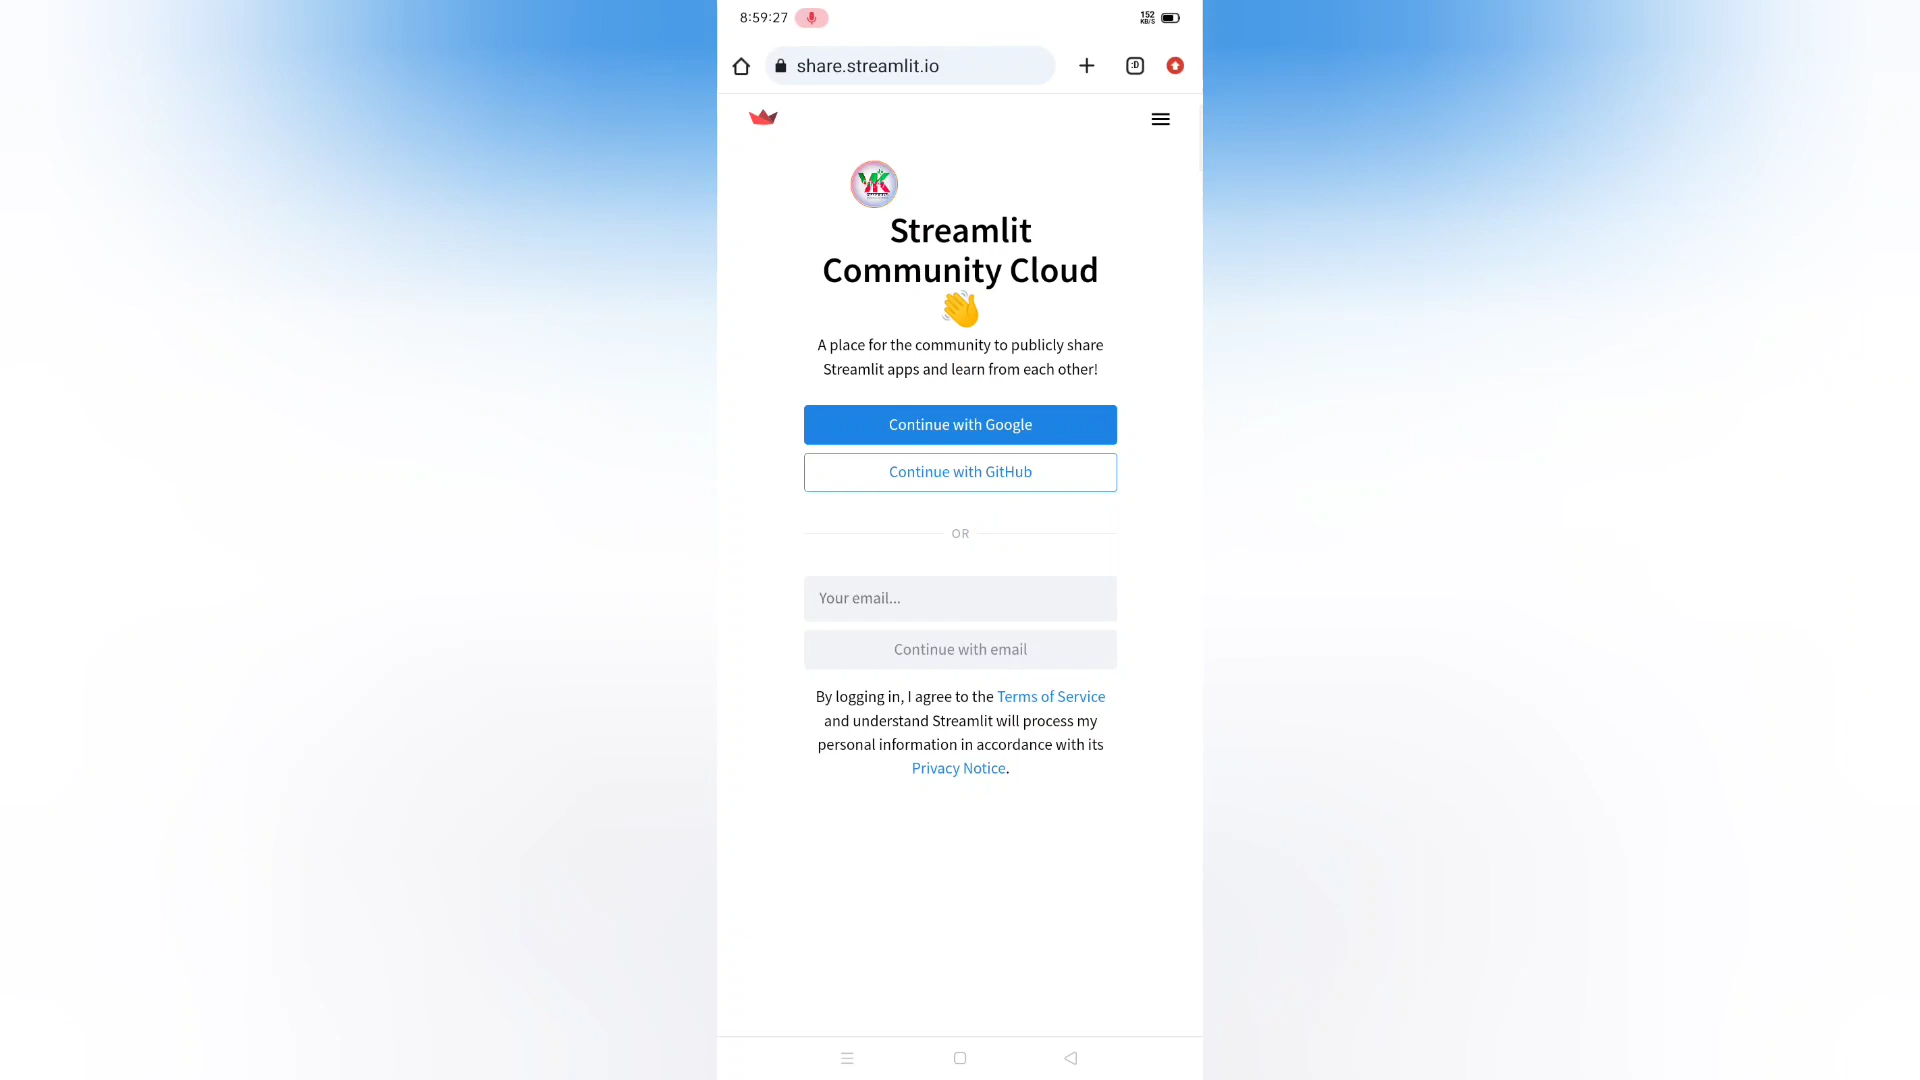 8:59:27
152
KB/S
share.streamlit.io
:D
VK
Streamlit
Community Cloud
A place for the community to publicly share
Streamlit apps and learn from each other!
Continue with Google
Continue with GitHub
OR
Your email...
Continue with email
By logging in, I agree to the Terms of Service
and understand Streamlit will process my
personal information in accordance with its
Privacy Notice.